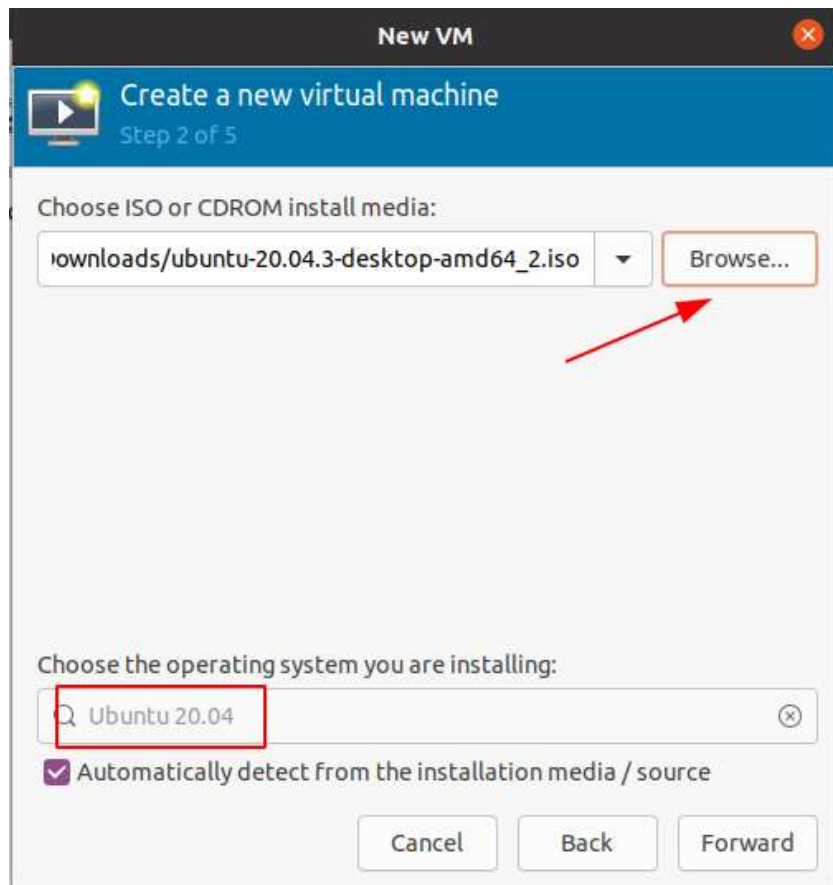 New VM
Create a new virtual machine
Step 2 of 5
Choose ISO or CDROM install media:
ownloads/ubuntu-20.04.3-desktop-amd64_2.iso
Browse...
Choose the operating system you are installing:
Ubuntu 20.04
Automatically detect from the installation media / source
Cancel Back Forward